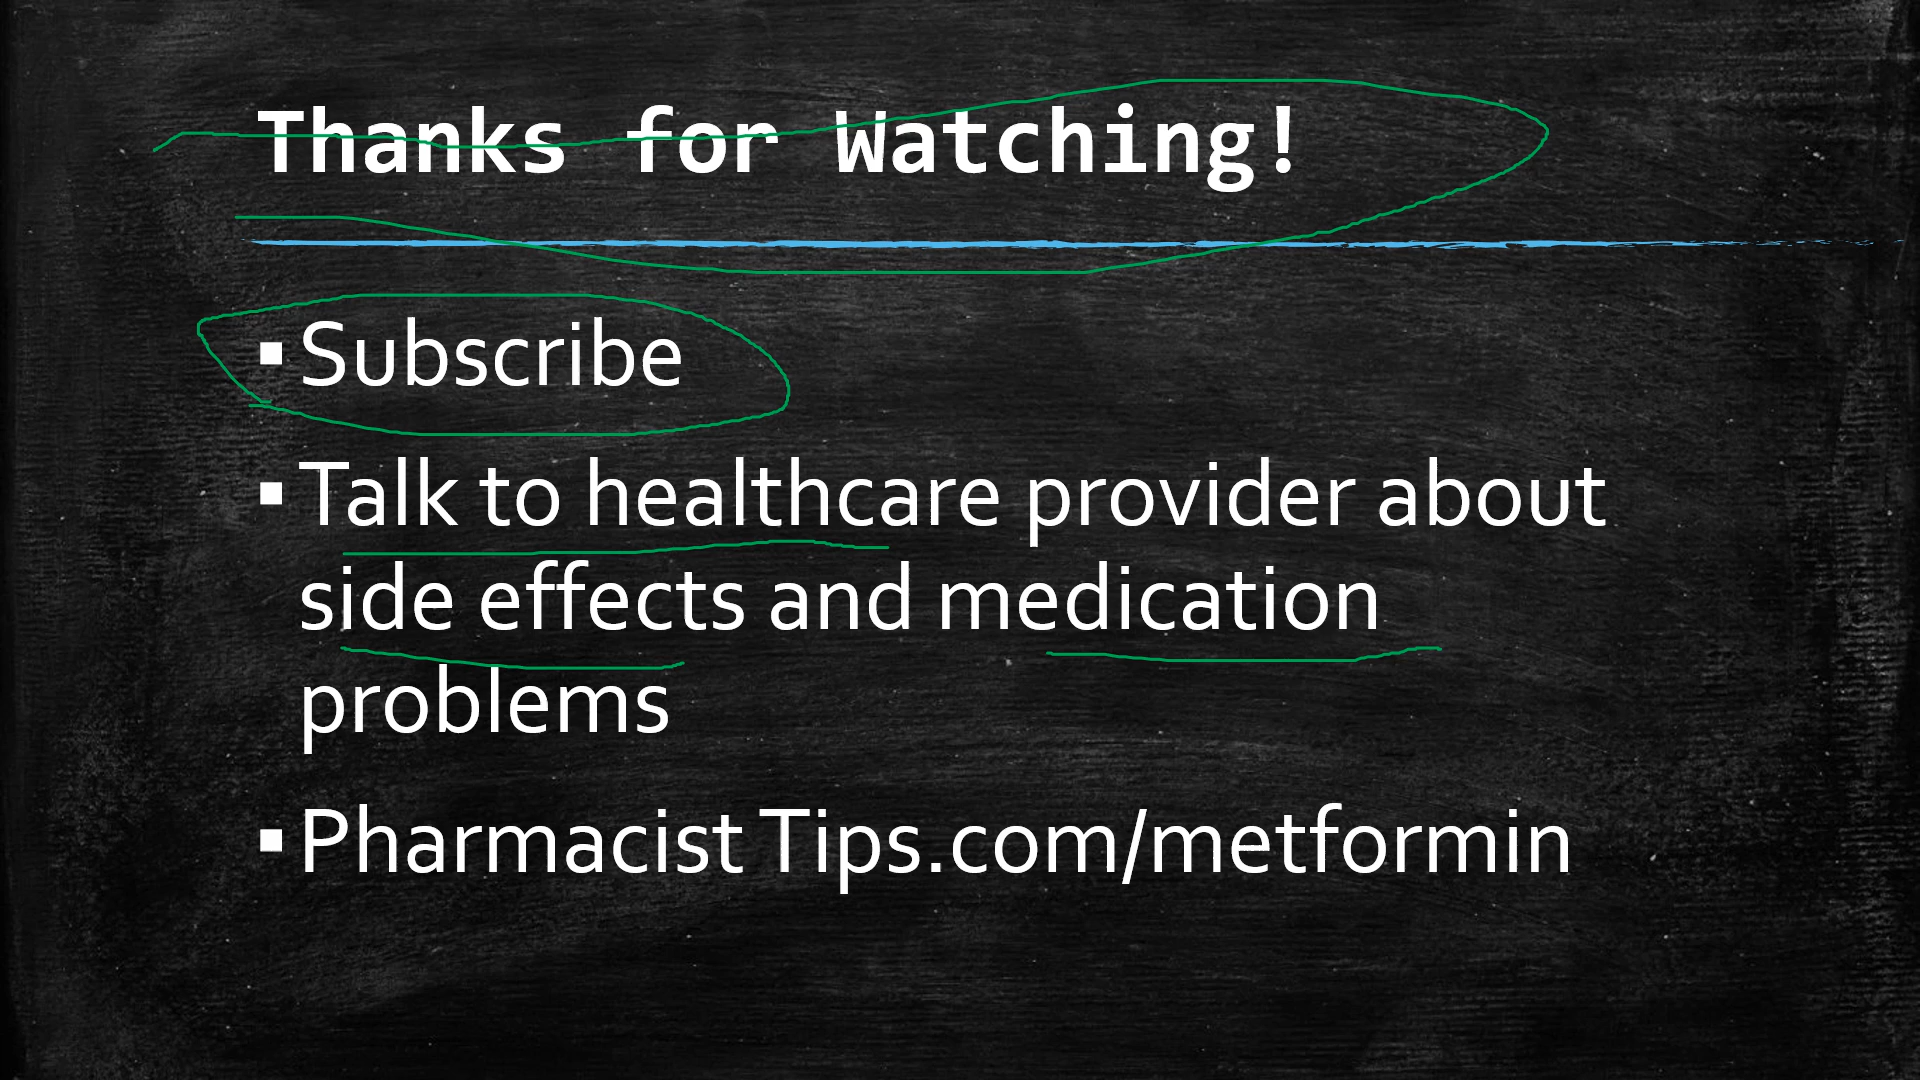 Thanks for Watching!
▪ Subscribe
▪ Talk to healthcare provider about
side effects and medication
problems
▪ Pharmacist Tips.com/metformin